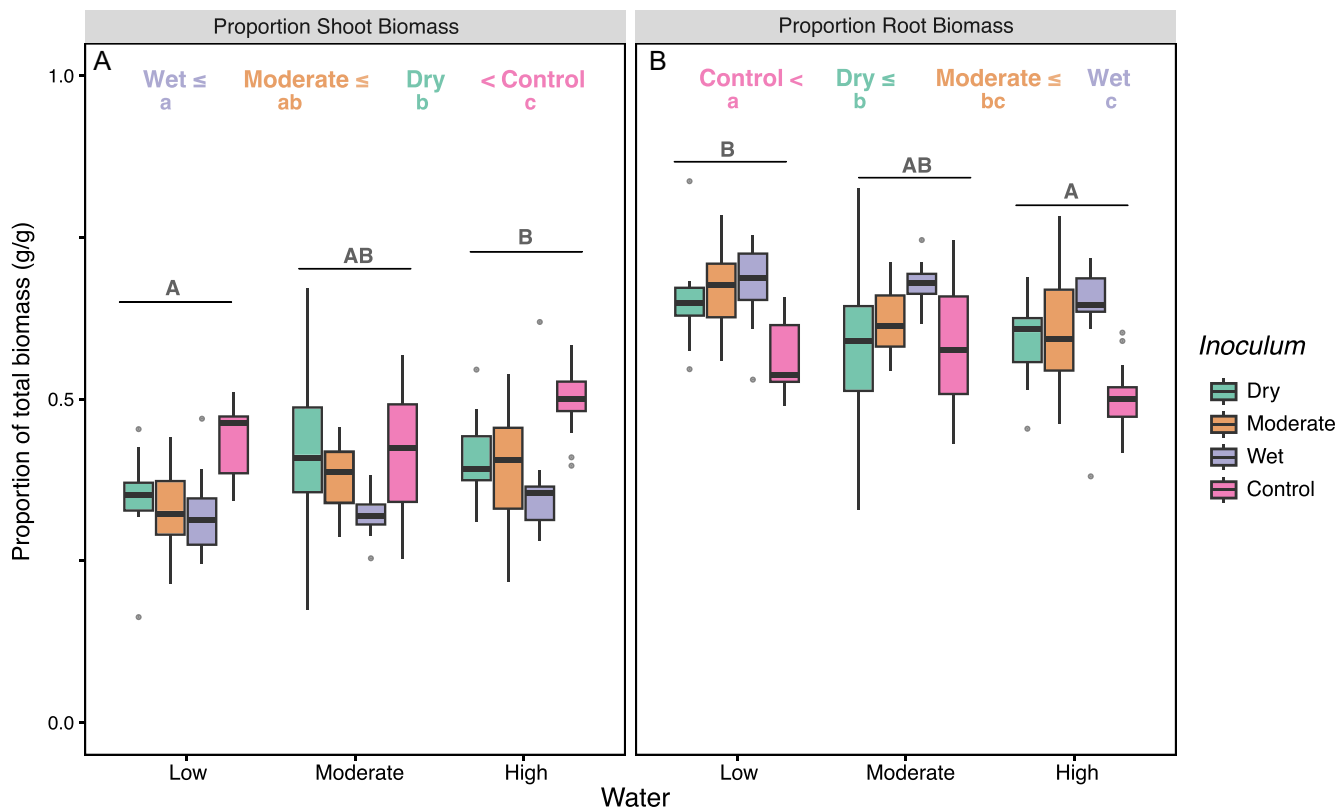 Proportion Shoot Biomass
Proportion Root Biomass
A
Wet ≤ Moderate ≤ Dry < Control
a ab b c
B
Control < Dry ≤ Moderate ≤ Wet
a b bc c
A
AB
B
B
AB
A
Proportion of total biomass (g/g)
1.0
0.5
0.0
Low
Moderate
High
Low
Moderate
High
Water
Inoculum
Dry
Moderate
Wet
Control